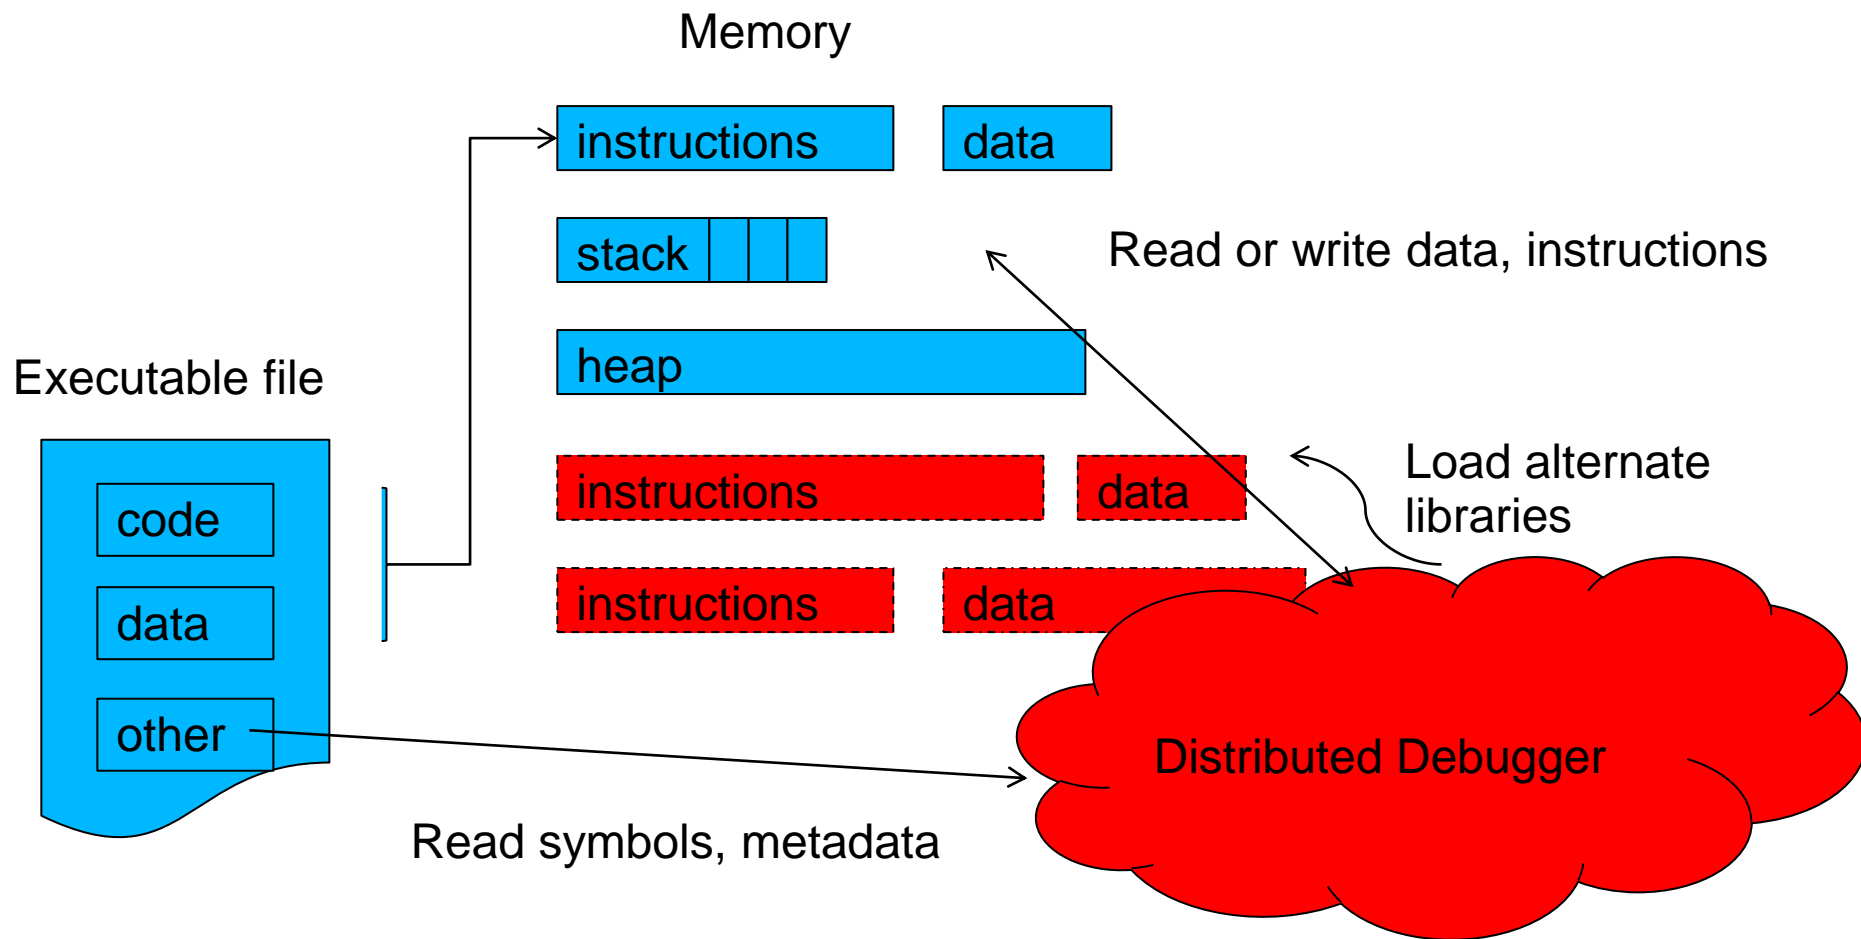 Memory
instructions
data
stack
Read or write data, instructions
heap
Executable file
instructions
data
Load alternate
libraries
code
instructions
data
data
other
Distributed Debugger
Read symbols, metadata